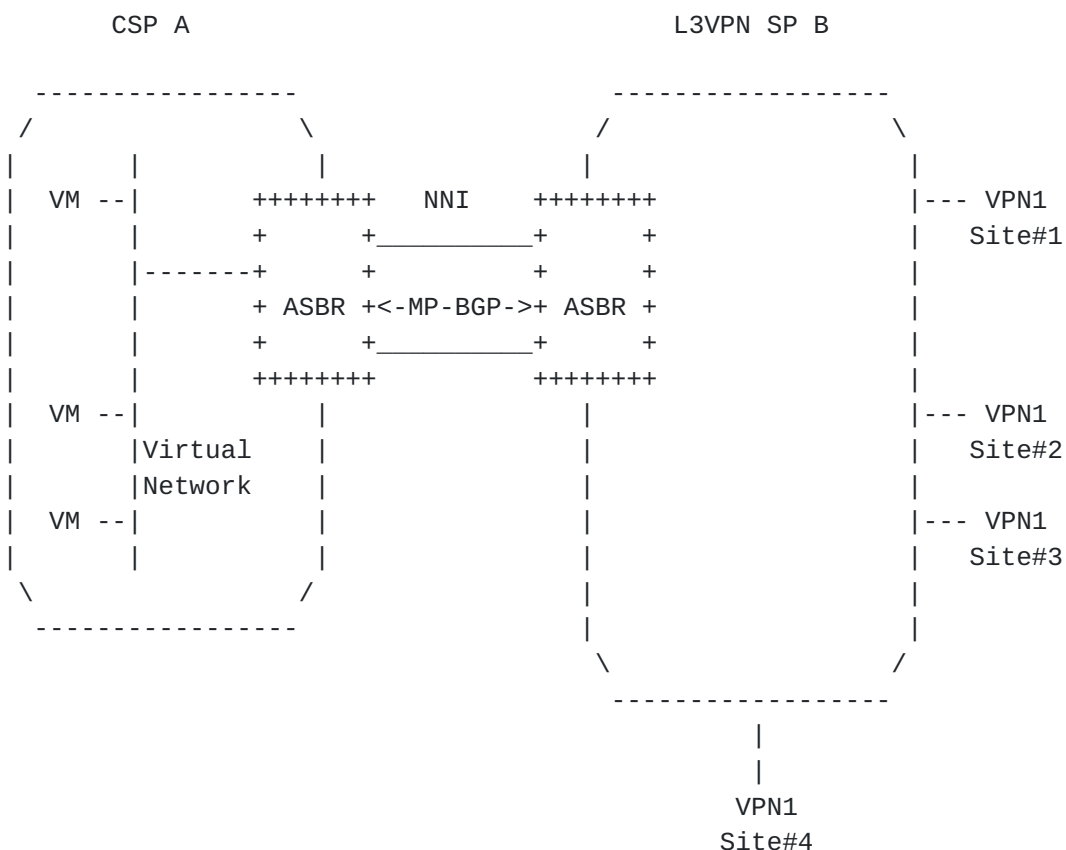 CSP A L3VPN SP B
VM -- NNI --- VPN1
Site#1
ASBR <-MP-BGP-> ASBR
VM -- --- VPN1
Virtual Site#2
Network
VM -- --- VPN1
Site#3
VPN1
Site#4